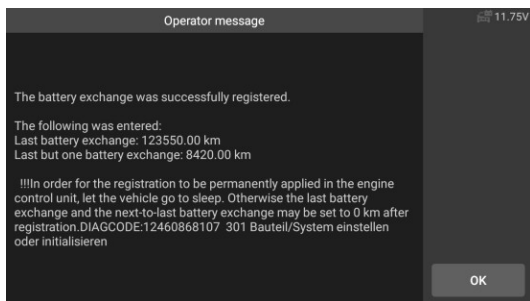 Operator message
11.75V
The battery exchange was successfully registered.
The following was entered:
Last battery exchange: 123550.00 km
Last but one battery exchange: 8420.00 km
!!!In order for the registration to be permanently applied in the engine
control unit, let the vehicle go to sleep. Otherwise the last battery
exchange and the next-to-last battery exchange may be set to 0 km after
registration.DIAGCODE:12460868107 301 Bauteil/System einstellen
oder initialisieren
OK